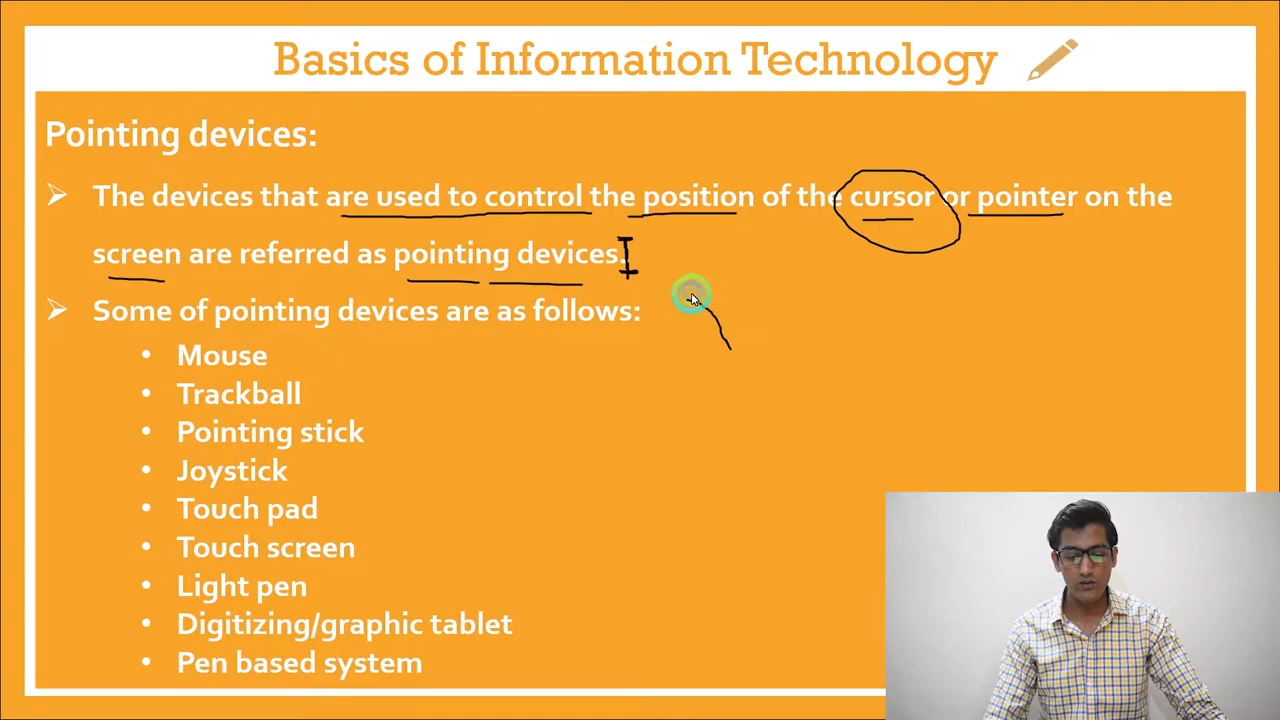 Basics of Information Technology
Pointing devices:
The devices that are used to control the position of the cursor or pointer on the
screen are referred as pointing devices.
Some of pointing devices are as follows:
Mouse
Trackball
Pointing stick
Joystick
Touch pad
Touch screen
Light pen
Digitizing/graphic tablet
Pen based system